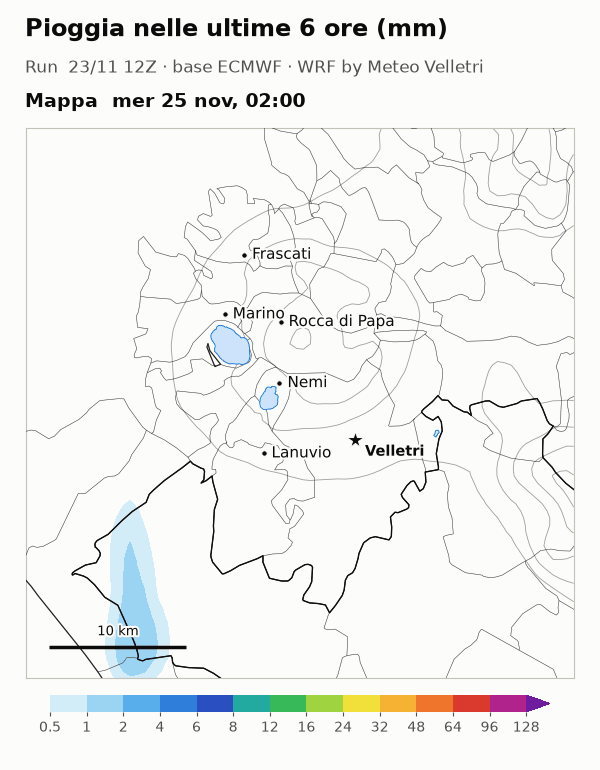 Pioggia nelle ultime 6 ore (mm)
Run  23/11 12Z · base ECMWF · WRF by Meteo Velletri
Mappa  mer 25 nov, 02:00
Frascati
Marino
Rocca di Papa
Nemi
Velletri
Lanuvio
10 km
0.5 1 2 4 6 8 12 16 24 32 48 64 96 128